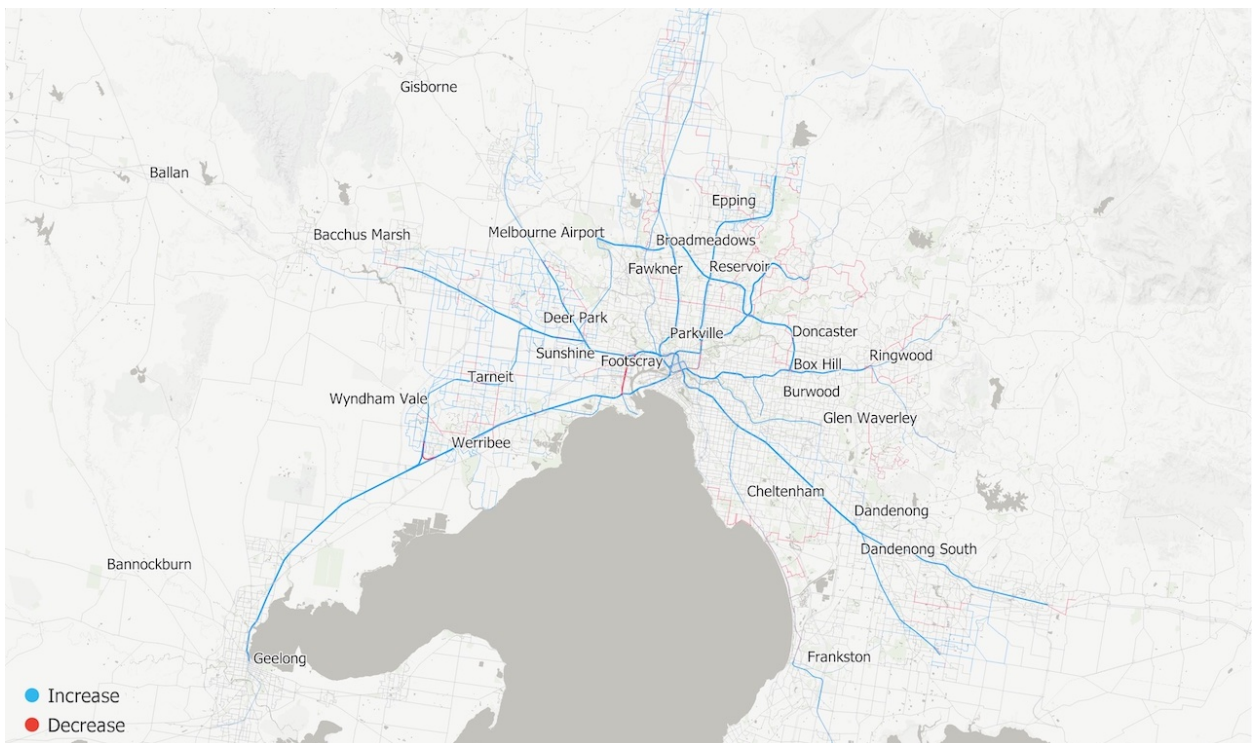 Gisborne
Ballan
Epping
Bacchus Marsh
Melbourne Airport
Broadmeadows
Fawkner
Reservoir
Deer Park
Parkville
Doncaster
Sunshine
Footscray
Ringwood
Box Hill
Tarneit
Burwood
Wyndham Vale
Glen Waverley
Werribee
Cheltenham
Dandenong
Dandenong South
Bannockburn
Geelong
Frankston
Increase
Decrease